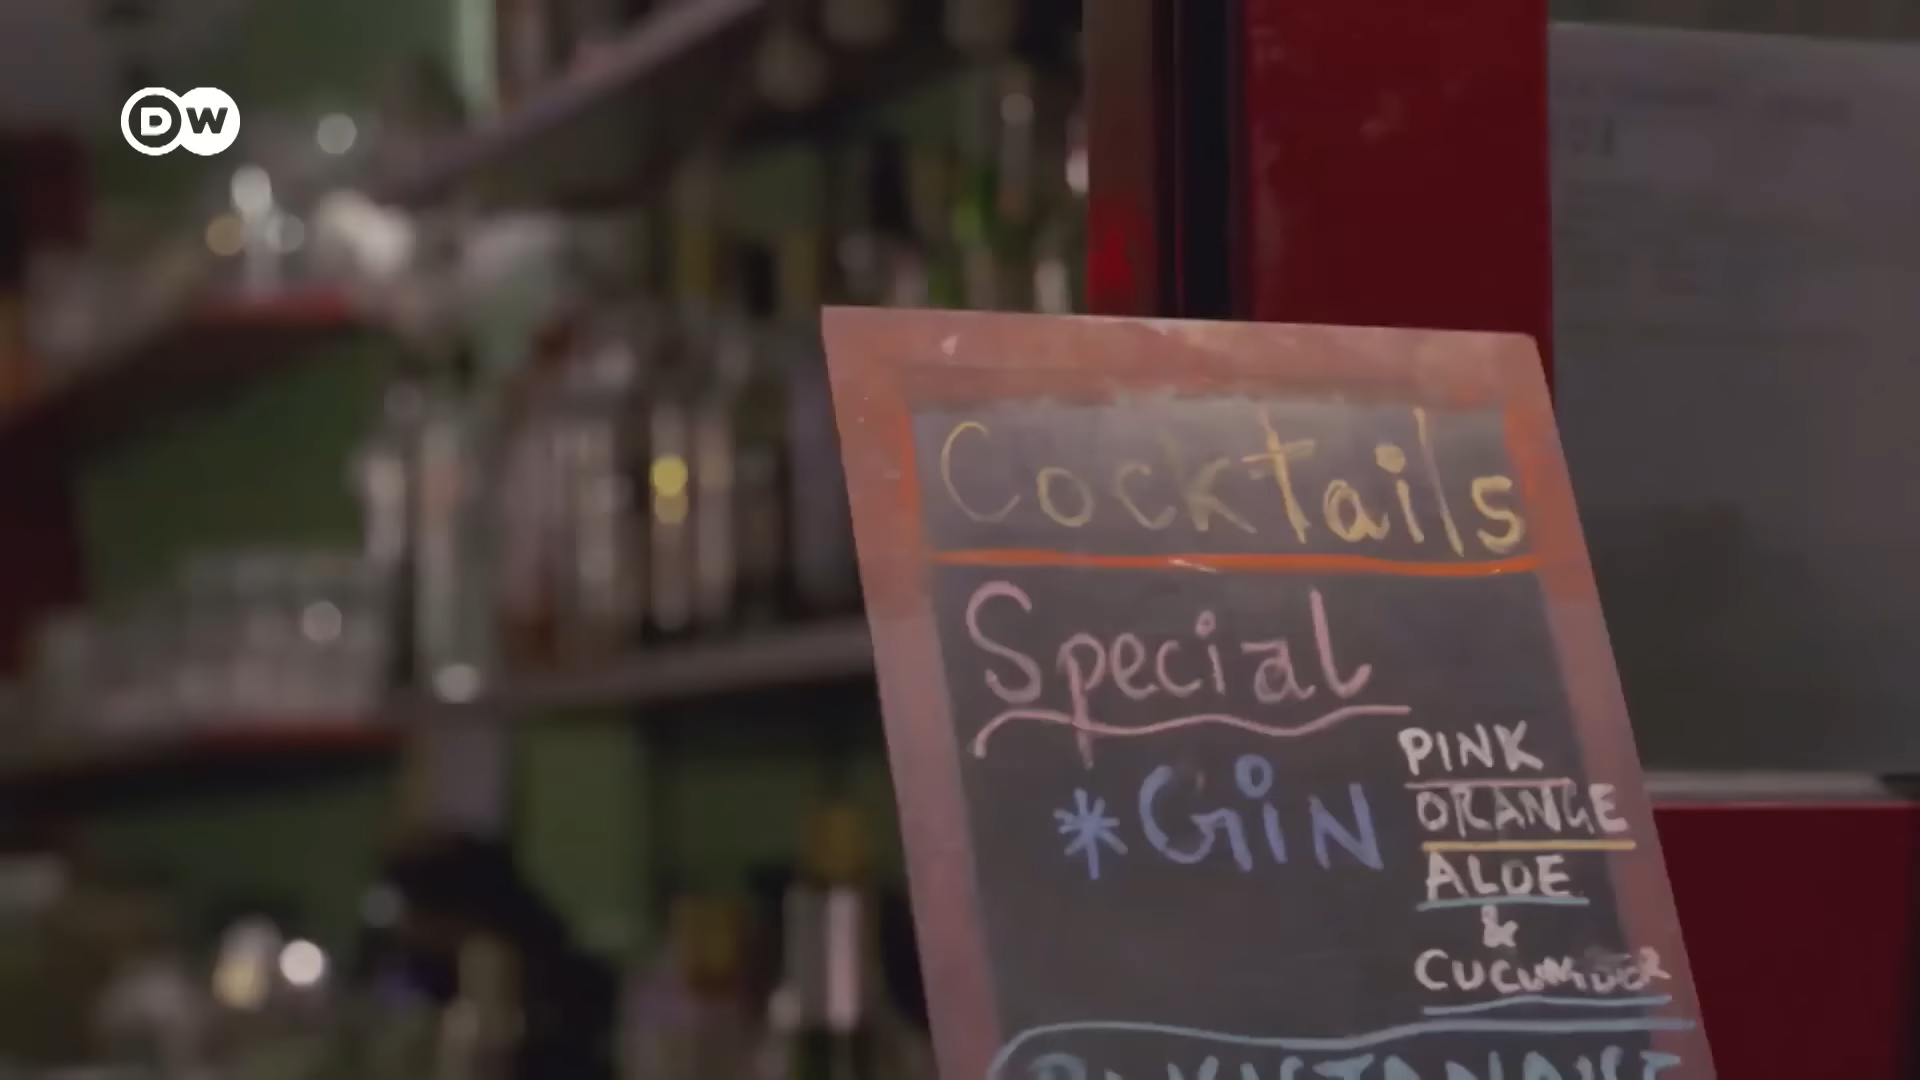 DW
Cocktails
Special
*GiN
PINK
ORANGE
ALOE
&
CUCUMBER